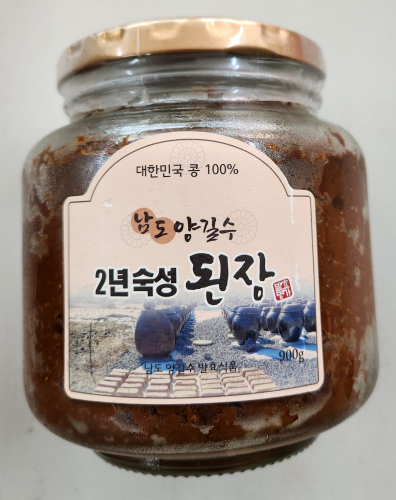 대한민국 콩 100%
남도 양길수
2년숙성 된장
900g
남도 양길수 발효식품